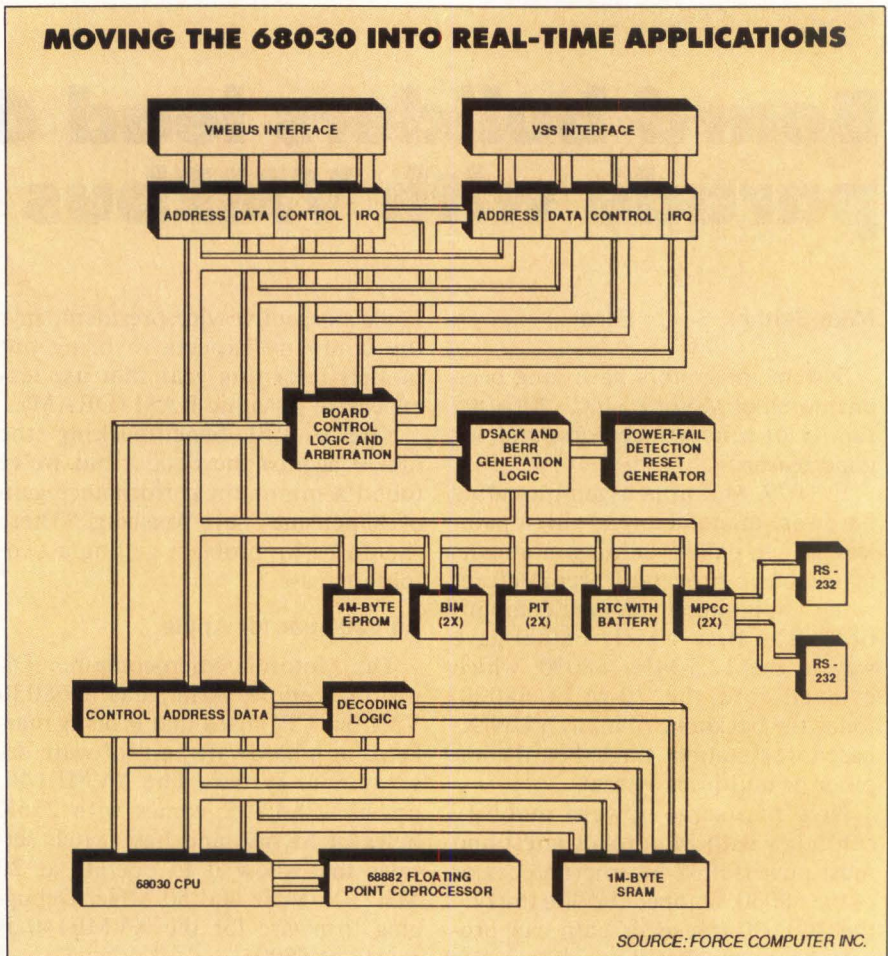 MOVING THE 68030 INTO REAL-TIME APPLICATIONS
VMEBUS INTERFACE
VSS INTERFACE
ADDRESS DATA CONTROL IRQ
ADDRESS DATA CONTROL IRQ
BOARD
CONTROL
LOGIC AND
ARBITRATION
DSACK AND
BERR
GENERATION
LOGIC
POWER-FAIL
DETECTION
RESET
GENERATOR
4M-BYTE
EPROM
BIM
(2X)
PIT
(2X)
RTC WITH
BATTERY
MPCC
(2X)
RS -
232
RS -
232
CONTROL ADDRESS DATA
DECODING
LOGIC
68030 CPU
68882 FLOATING
POINT COPROCESSOR
1M-BYTE
SRAM
SOURCE: FORCE COMPUTER INC.